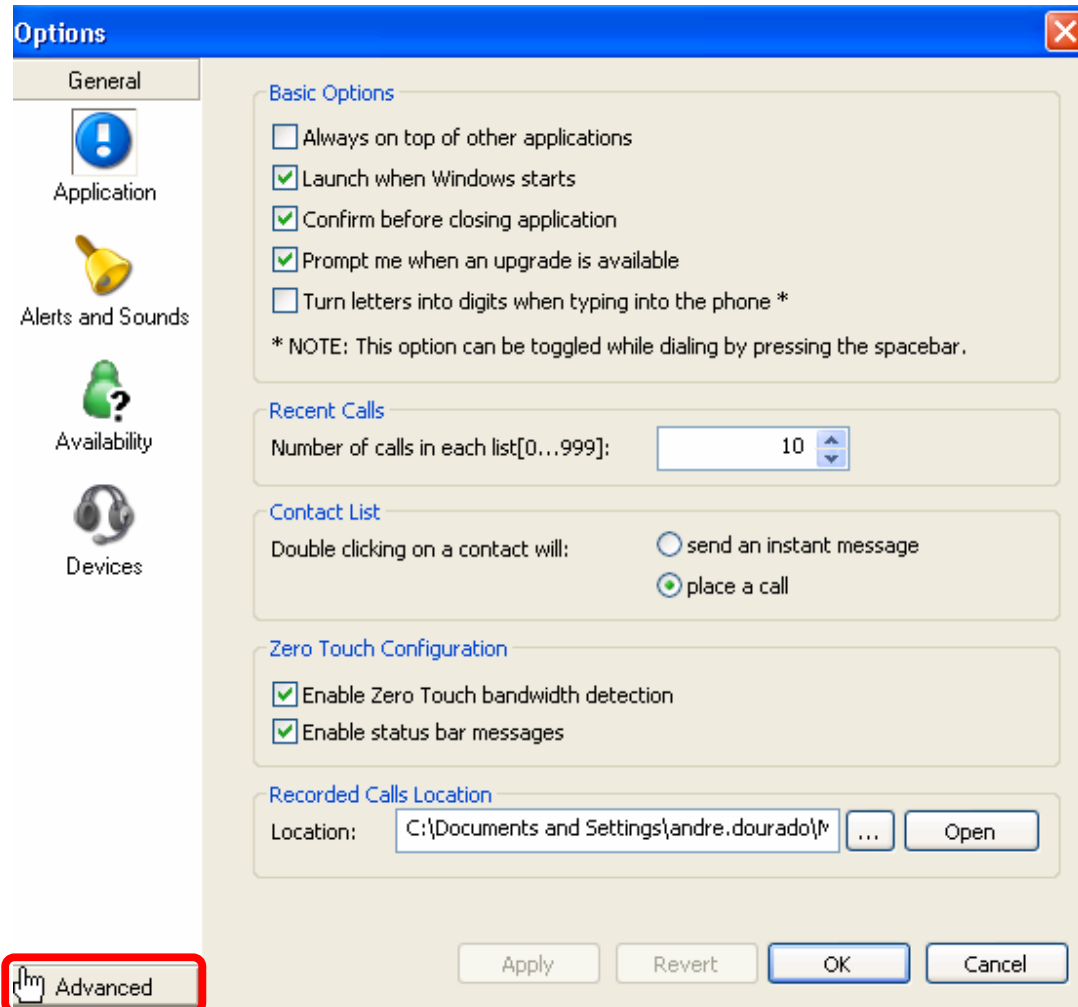 Options
General
Application
Alerts and Sounds
Availability
Devices
Advanced
Basic Options
Always on top of other applications
Launch when Windows starts
Confirm before closing application
Prompt me when an upgrade is available
Turn letters into digits when typing into the phone *
* NOTE: This option can be toggled while dialing by pressing the spacebar.
Recent Calls
Number of calls in each list[0...999]: 10
Contact List
Double clicking on a contact will: send an instant message
place a call
Zero Touch Configuration
Enable Zero Touch bandwidth detection
Enable status bar messages
Recorded Calls Location
Location: C:\Documents and Settings\andre.dourado\M ... Open
Apply Revert OK Cancel